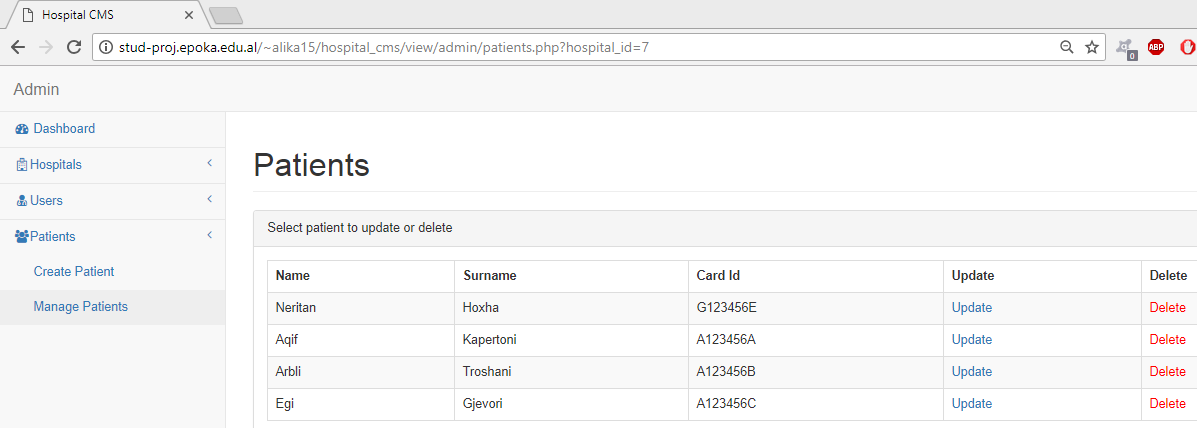 Hospital CMS
stud-proj.epoka.edu.al/~alika15/hospital_cms/view/admin/patients.php?hospital_id=7
0
ABP
Admin
Dashboard
Hospitals
Users
Patients
Create Patient
Manage Patients
Patients
Select patient to update or delete
Name Surname Card Id Update Delete
Neritan Hoxha G123456E Update Delete
Aqif Kapertoni A123456A Update Delete
Arbli Troshani A123456B Update Delete
Egi Gjevori A123456C Update Delete